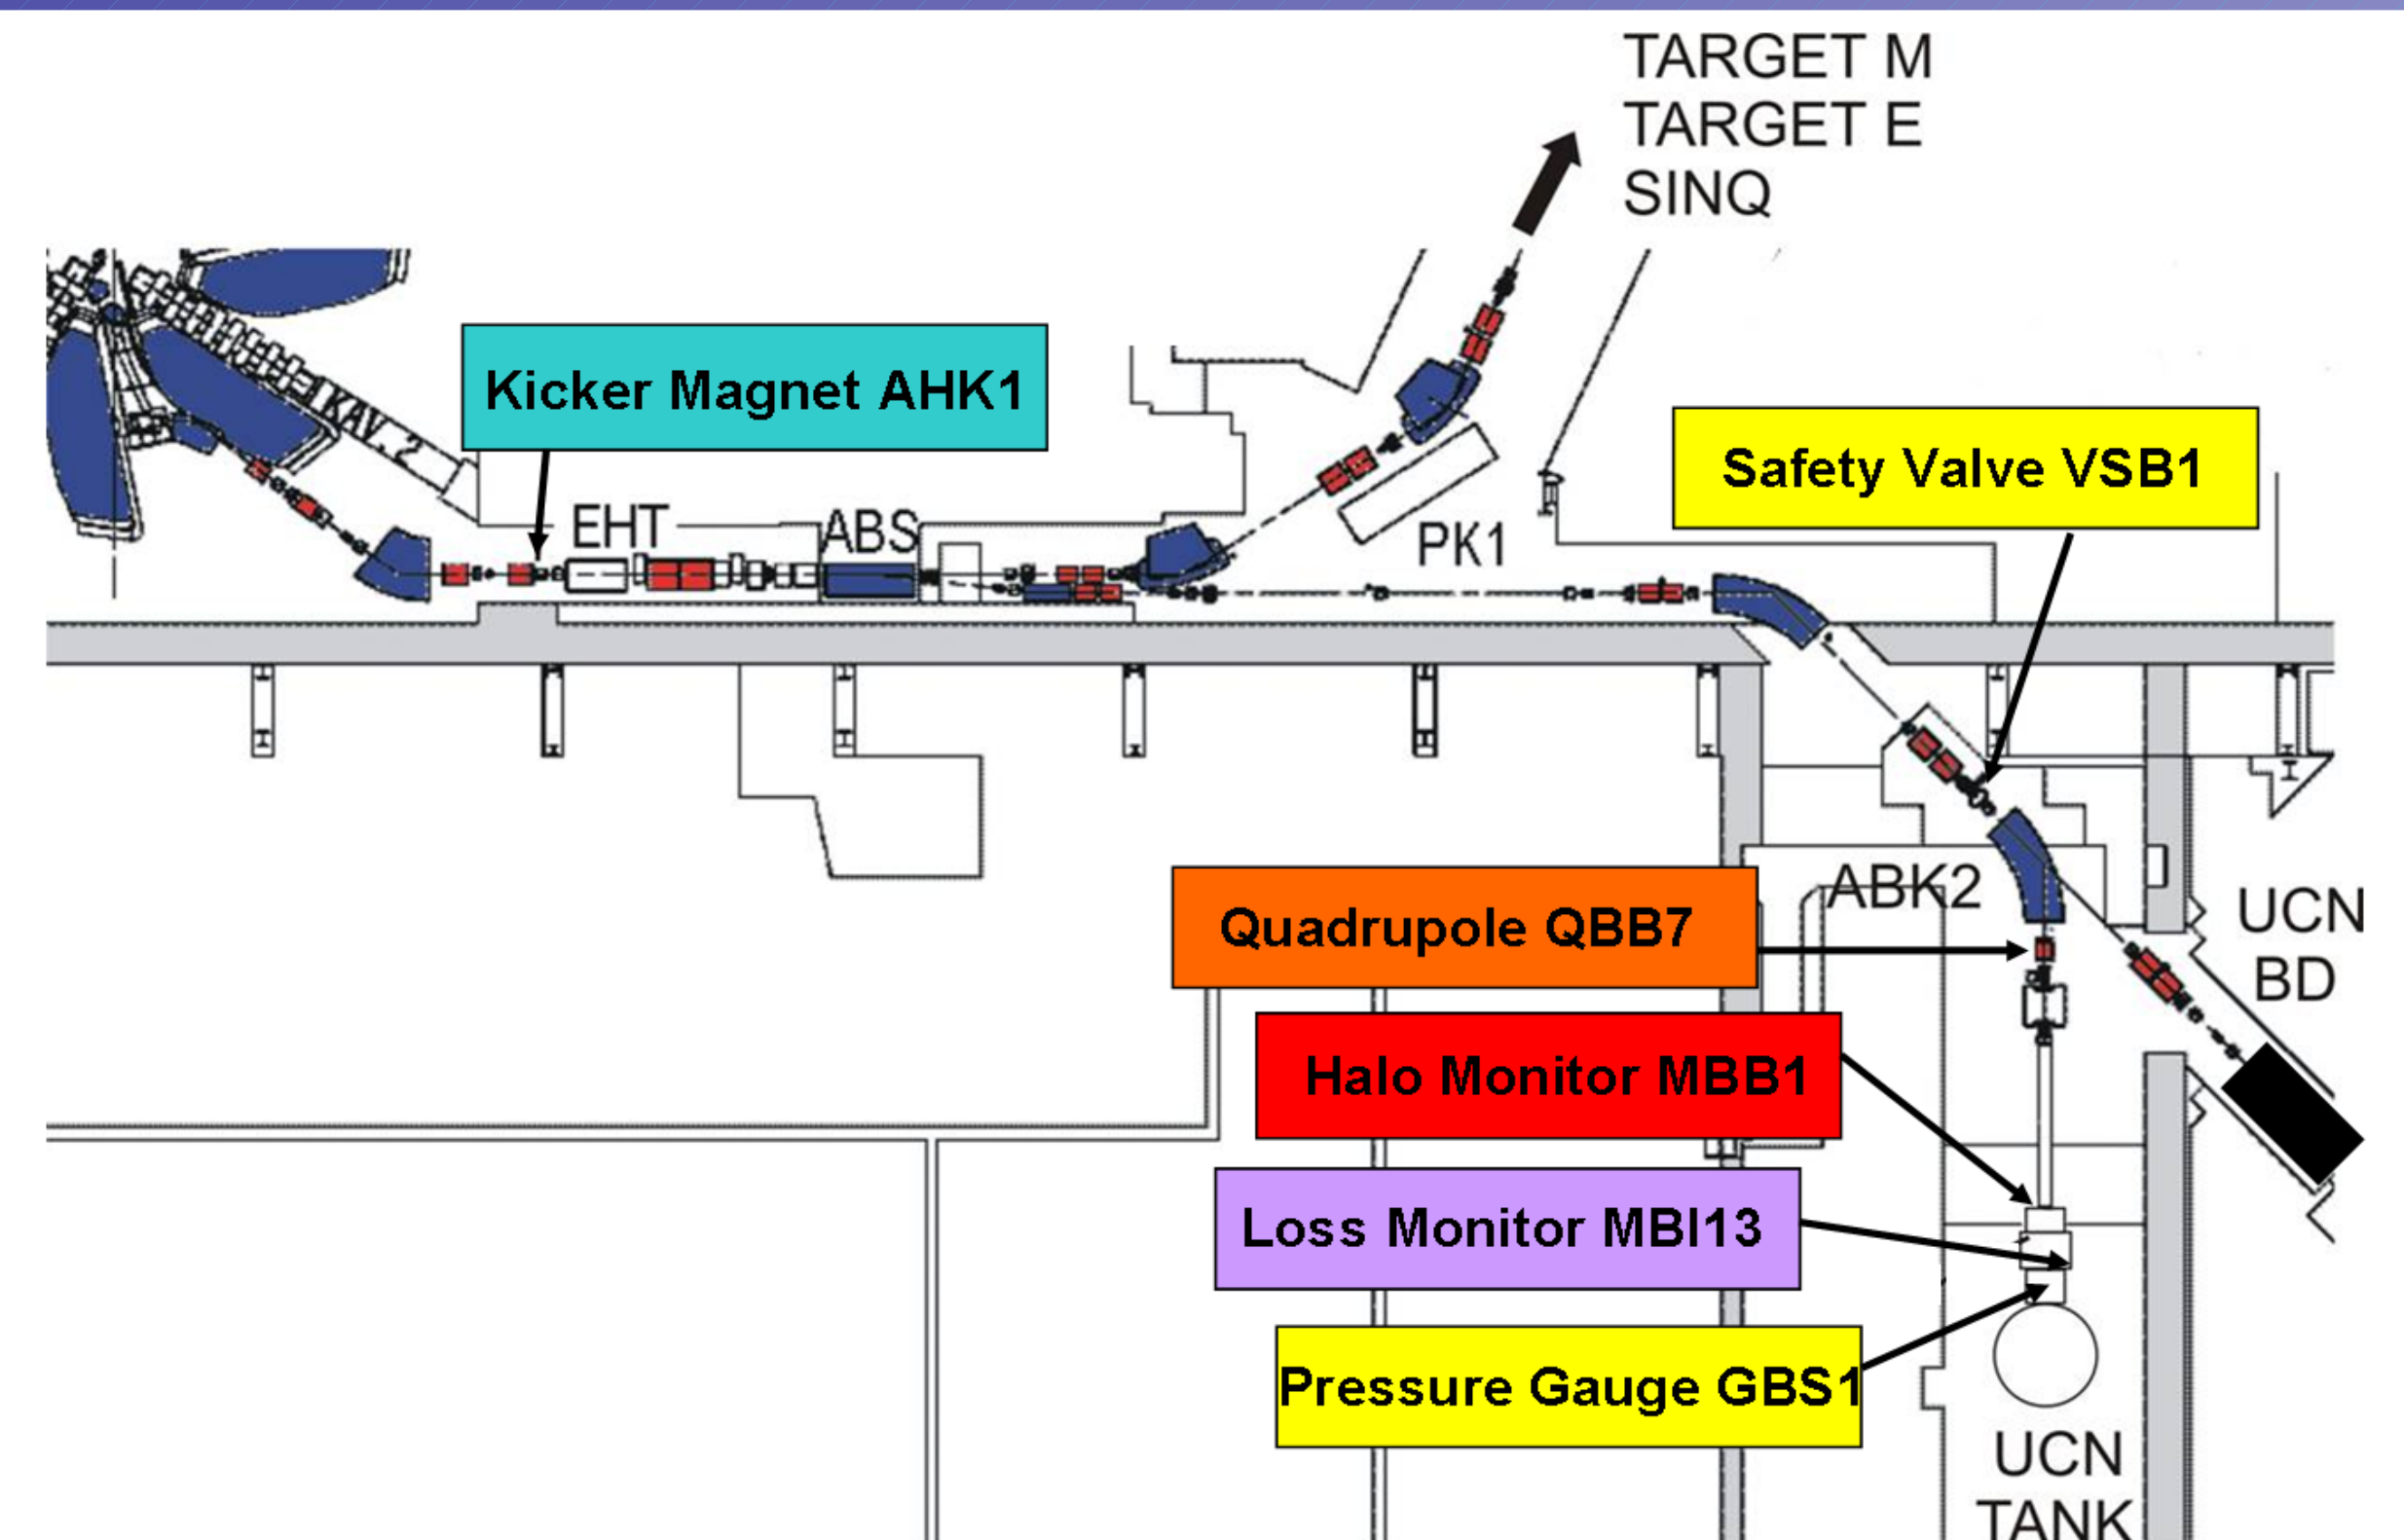 TARGET M
TARGET E
SINQ
Kicker Magnet AHK1
KAV. 2
Safety Valve VSB1
EHT
ABS
PK1
ABK2
Quadrupole QBB7
UCN
BD
Halo Monitor MBB1
Loss Monitor MBI13
Pressure Gauge GBS1
UCN
TANK